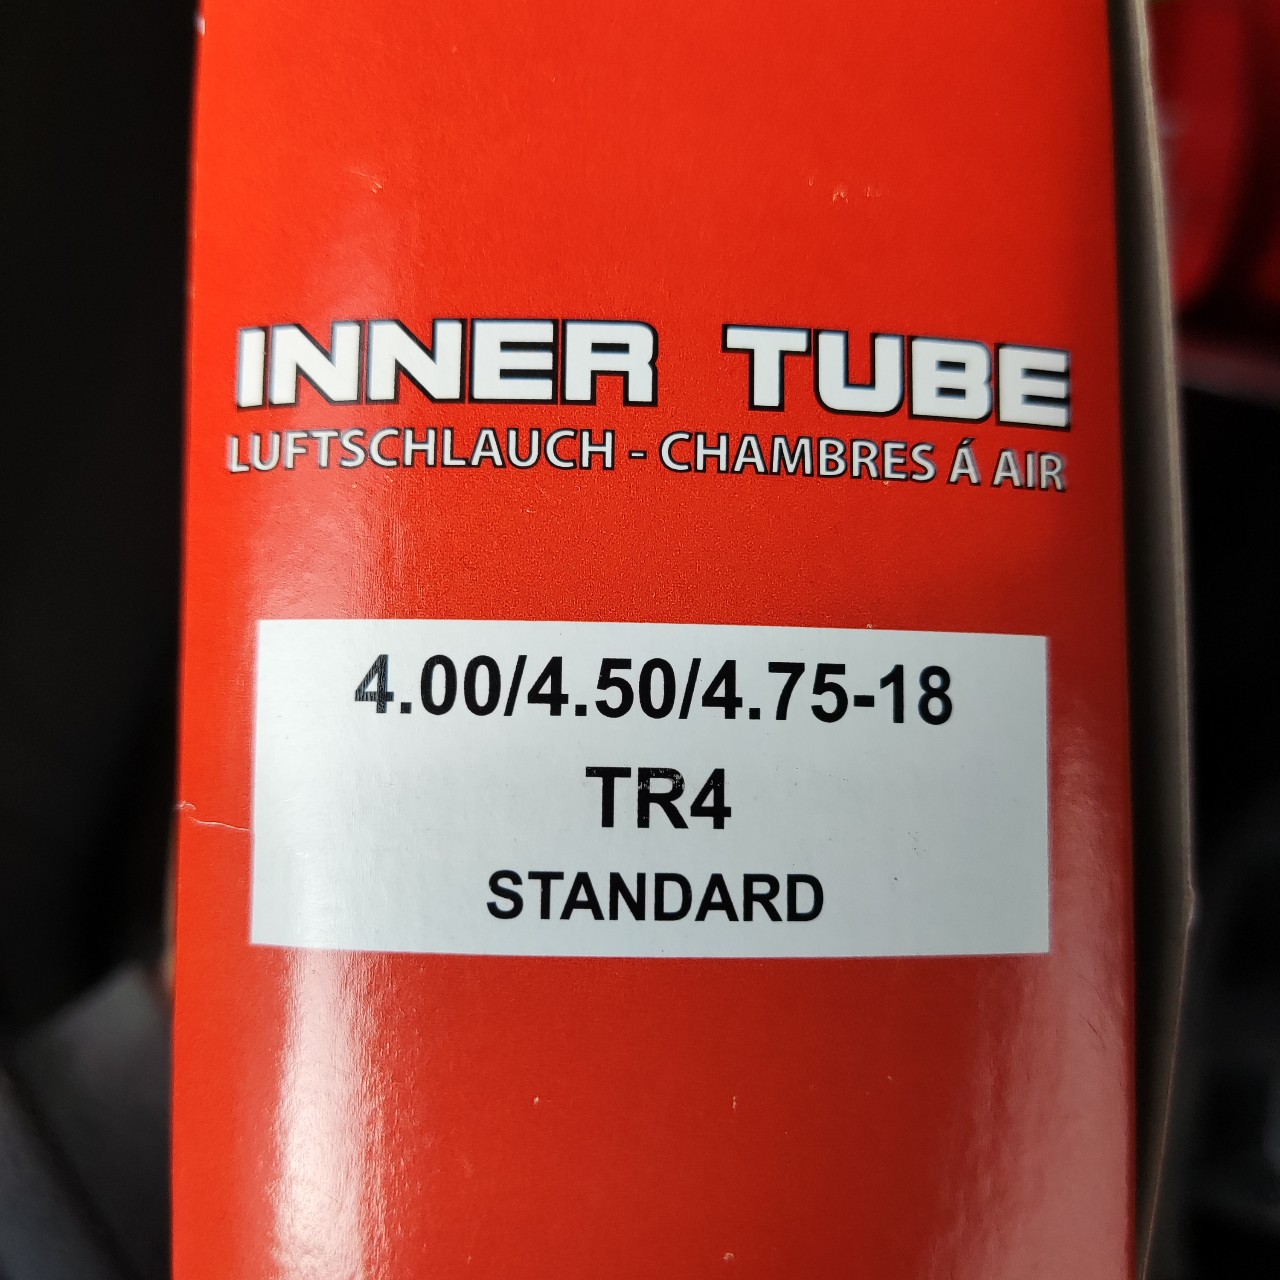 INNER TUBE
LUFTSCHLAUCH - CHAMBRES Á AIR
4.00/4.50/4.75-18
TR4
STANDARD